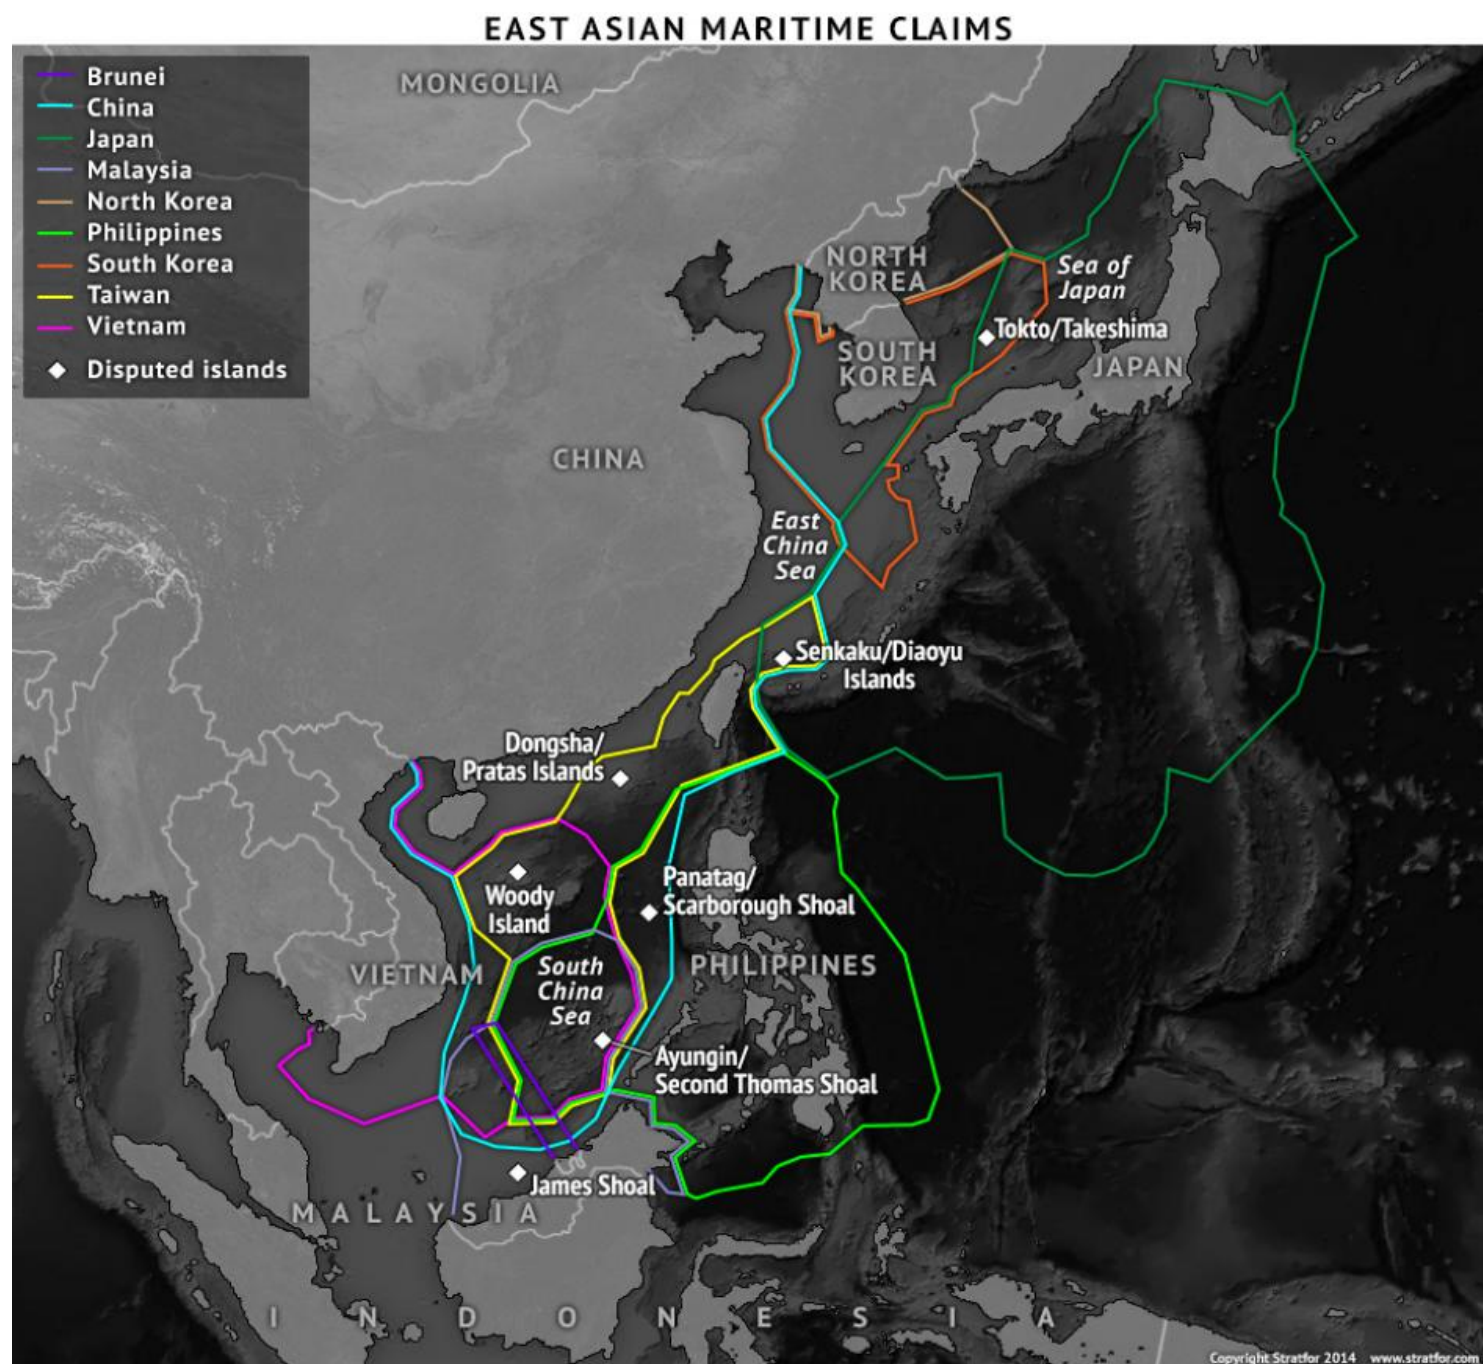 EAST ASIAN MARITIME CLAIMS
Brunei
China
Japan
Malaysia
North Korea
Philippines
South Korea
Taiwan
Vietnam
Disputed islands
MONGOLIA
NORTH
KOREA
Sea of
Japan
Tokto/Takeshima
SOUTH
KOREA
JAPAN
CHINA
East
China
Sea
Senkaku/Diaoyu
Islands
Dongsha/
Pratas Islands
Woody
Island
Panatag/
Scarborough Shoal
VIETNAM
South
China
Sea
PHILIPPINES
Ayungin/
Second Thomas Shoal
James Shoal
MALAYSIA
INDONESIA
Copyright Stratfor 2014 www.stratfor.com